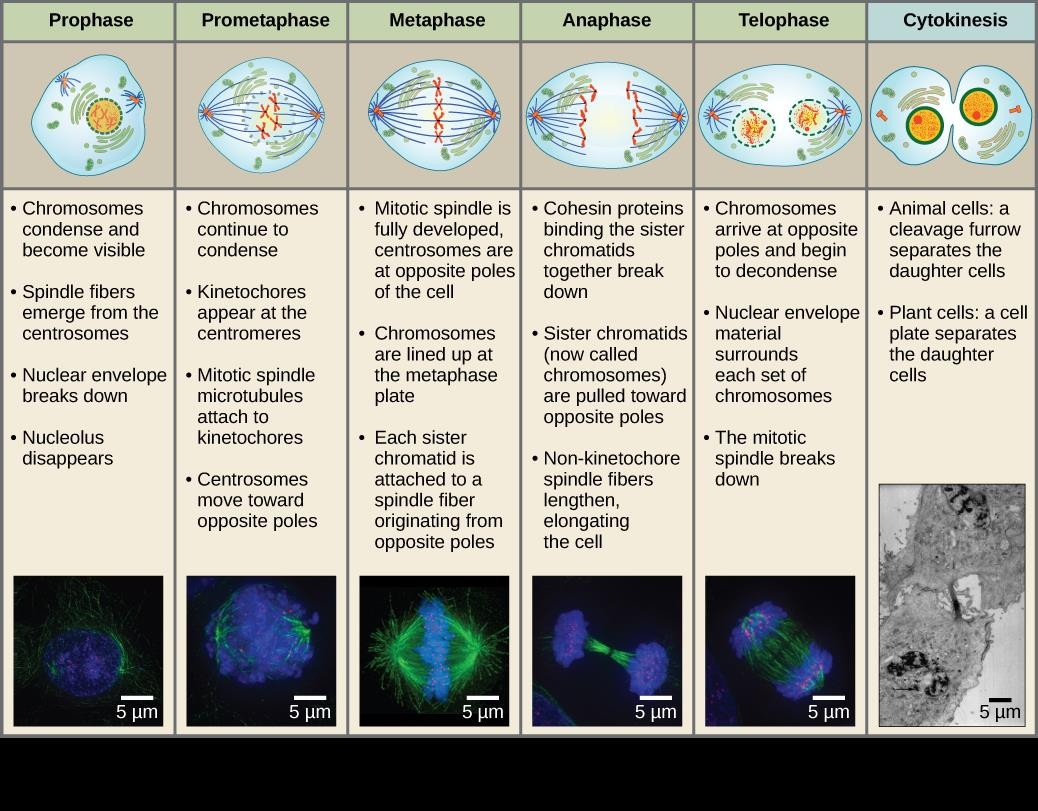 Prophase
Prometaphase
Metaphase
Anaphase
Telophase
Cytokinesis
• Chromosomes
condense and
become visible
• Spindle fibers
emerge from the
centrosomes
• Nuclear envelope
breaks down
• Nucleolus
disappears
• Chromosomes
continue to
condense
• Kinetochores
appear at the
centromeres
• Mitotic spindle
microtubules
attach to
kinetochores
• Centrosomes
move toward
opposite poles
• Mitotic spindle is
fully developed,
centrosomes are
at opposite poles
of the cell
• Chromosomes
are lined up at
the metaphase
plate
• Each sister
chromatid is
attached to a
spindle fiber
originating from
opposite poles
• Cohesin proteins
binding the sister
chromatids
together break
down
• Sister chromatids
(now called
chromosomes)
are pulled toward
opposite poles
• Non-kinetochore
spindle fibers
lengthen,
elongating
the cell
• Chromosomes
arrive at opposite
poles and begin
to decondense
• Nuclear envelope
material
surrounds
each set of
chromosomes
• The mitotic
spindle breaks
down
• Animal cells: a
cleavage furrow
separates the
daughter cells
• Plant cells: a cell
plate separates
the daughter
cells
5 µm
5 µm
5 µm
5 µm
5 µm
5 µm